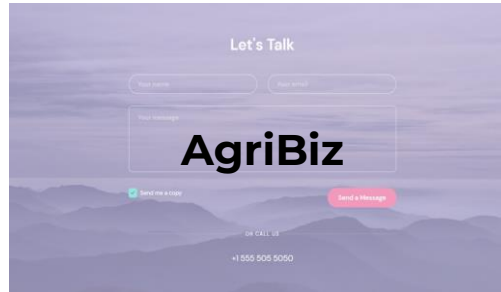 Let's Talk
Your name
Your email
Your message
AgriBiz
Send me a copy
Send a Message
OR CALL US
+1 555 505 5050